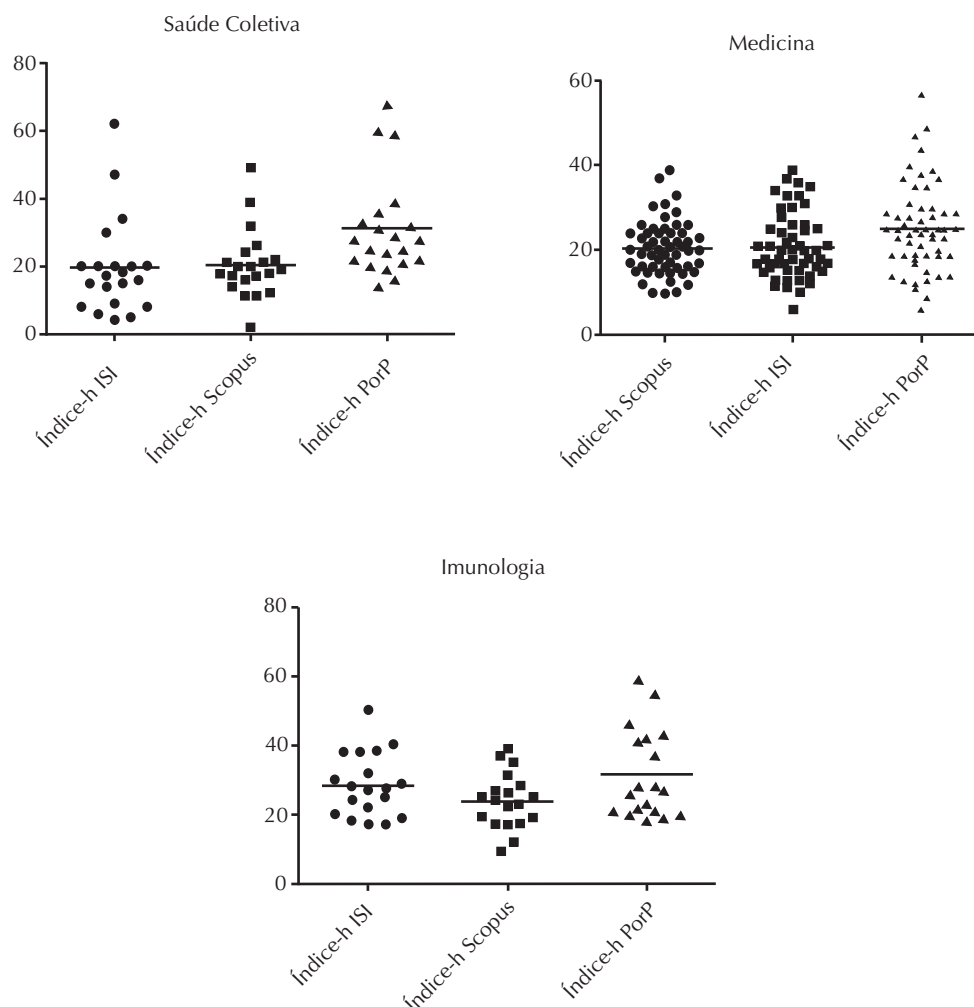 Saúde Coletiva
80
60
40
20
0
Índice-h ISI
Índice-h Scopus
Índice-h PorP
Medicina
60
40
20
0
Índice-h Scopus
Índice-h ISI
Índice-h PorP
Imunologia
80
60
40
20
0
Índice-h ISI
Índice-h Scopus
Índice-h PorP